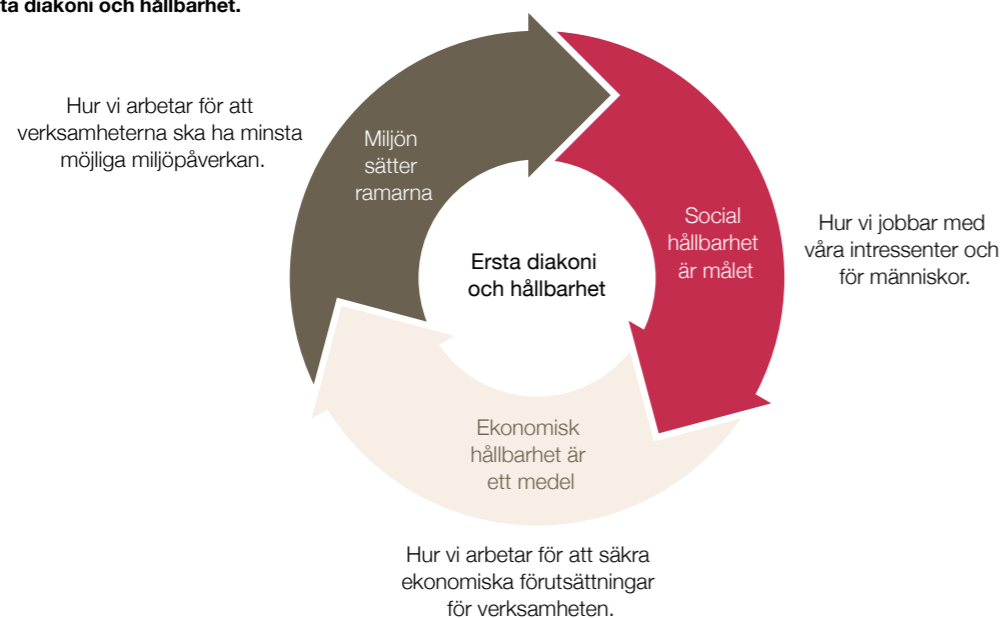 ta diakoni och hållbarhet.
Hur vi arbetar för att
verksamheterna ska ha minsta
möjliga miljöpåverkan.
Miljön
sätter
ramarna
Social
hållbarhet
är målet
Hur vi jobbar med
våra intressenter och
för människor.
Ersta diakoni
och hållbarhet
Ekonomisk
hållbarhet är
ett medel
Hur vi arbetar för att säkra
ekonomiska förutsättningar
för verksamheten.